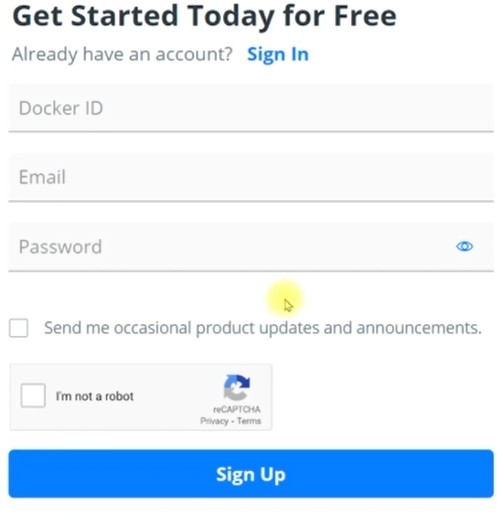 Get Started Today for Free
Already have an account? Sign In
Docker ID
Email
Password
Send me occasional product updates and announcements.
I'm not a robot
reCAPTCHA
Privacy - Terms
Sign Up